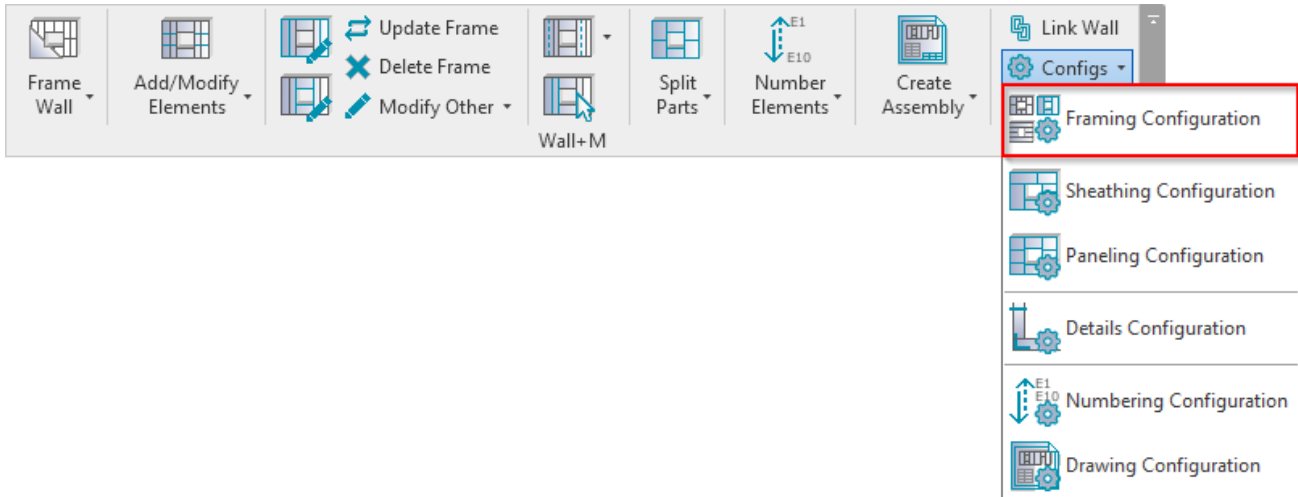 Frame
Wall
Add/Modify
Elements
Update Frame
Delete Frame
Modify Other
Split
Parts
E1
E10
Number
Elements
Create
Assembly
Link Wall
Configs
Wall+M
Framing Configuration
Sheathing Configuration
Paneling Configuration
Details Configuration
E1
E10
Numbering Configuration
Drawing Configuration